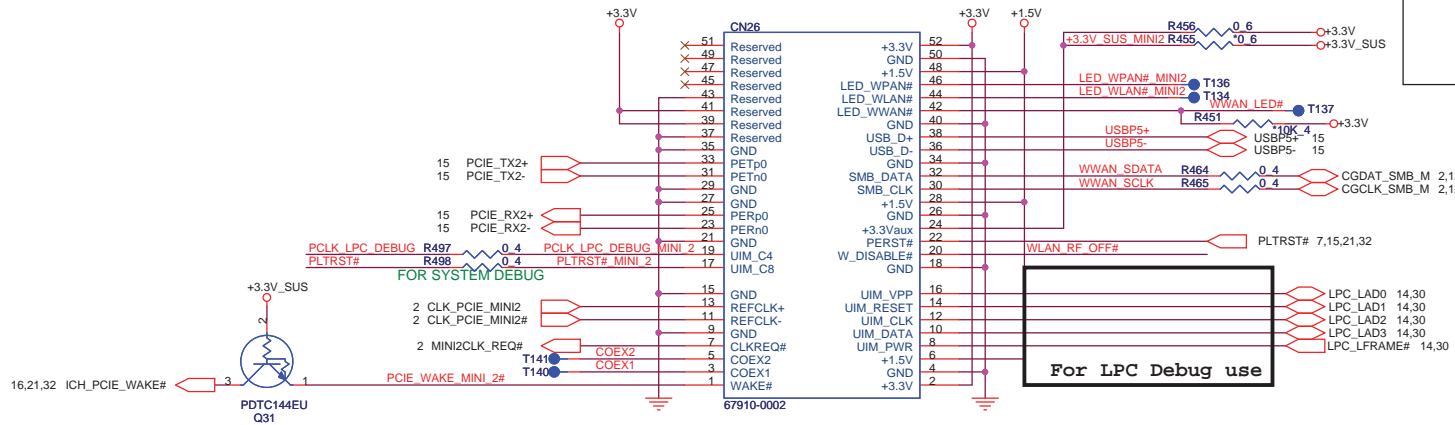 +3.3V
+3.3V
+1.5V
CN26
R456 0_6
+3.3V
+3.3V_SUS_MINI2 R455 *0_6
+3.3V_SUS
51 Reserved
+3.3V 52
49 Reserved
GND 50
47 Reserved
+1.5V 48
45 Reserved
LED_WPAN# 46
LED_WPAN#_MINI2 T136
43 Reserved
LED_WLAN# 44
LED_WLAN#_MINI2 T134
41 Reserved
LED_WWAN# 42
WWAN_LED# T137
39 Reserved
GND 40
R451 *10K_4
+3.3V
37 Reserved
USB_D+ 38
USBP5+
USBP5+ 15
35 GND
USB_D- 36
USBP5-
USBP5- 15
15 PCIE_TX2+
33 PETp0
GND 34
15 PCIE_TX2-
31 PETn0
SMB_DATA 32
WWAN_SDATA R464 0_4
CGDAT_SMB_M
29 GND
SMB_CLK 30
WWAN_SCLK R465 0_4
CGCLK_SMB_M
27 GND
+1.5V 28
15 PCIE_RX2+
25 PERp0
GND 26
15 PCIE_RX2-
23 PERn0
+3.3Vaux 24
21 GND
PERST# 22
PLTRST# 7,15,21,32
PCLK_LPC_DEBUG R497 0_4 PCLK_LPC_DEBUG_MINI_2
19 UIM_C4
W_DISABLE# 20
WLAN_RF_OFF#
PLTRST# R498 0_4 PLTRST#_MINI_2
17 UIM_C8
GND 18
FOR SYSTEM DEBUG
+3.3V_SUS
15 GND
UIM_VPP 16
LPC_LAD0 14,30
2 CLK_PCIE_MINI2
13 REFCLK+
UIM_RESET 14
LPC_LAD1 14,30
2 CLK_PCIE_MINI2#
11 REFCLK-
UIM_CLK 12
LPC_LAD2 14,30
9 GND
UIM_DATA 10
LPC_LAD3 14,30
2 MINI2CLK_REQ#
7 CLKREQ#
UIM_PWR 8
LPC_LFRAME# 14,30
T141 COEX2
5 COEX2
+1.5V 6
T140 COEX1
3 COEX1
GND 4
For LPC Debug use
16,21,32 ICH_PCIE_WAKE#
3 2 1
PCIE_WAKE_MINI_2#
1 WAKE#
+3.3V 2
PDTC144EU
Q31
67910-0002